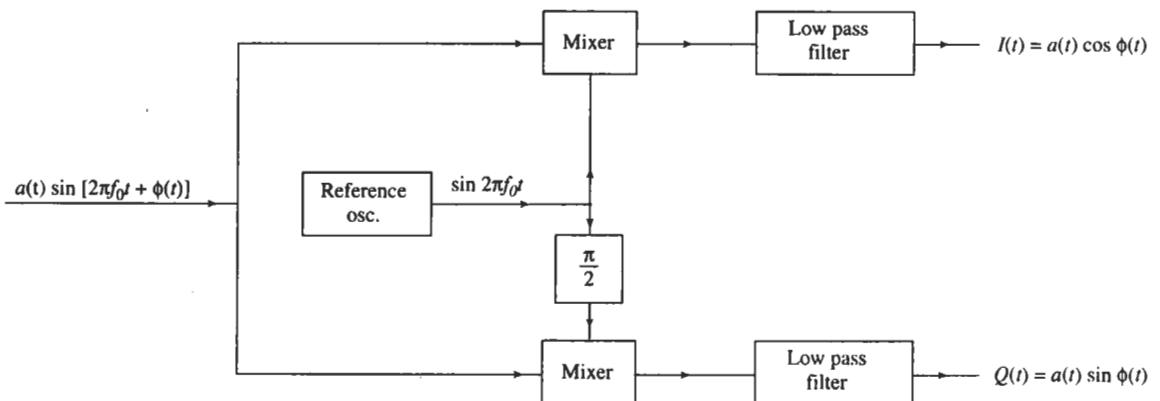 Mixer
Low pass
filter
I(t) = a(t) cos ϕ(t)
a(t) sin [2πf₀t + ϕ(t)]
Reference
osc.
sin 2πf₀t
π
2
Mixer
Low pass
filter
Q(t) = a(t) sin ϕ(t)